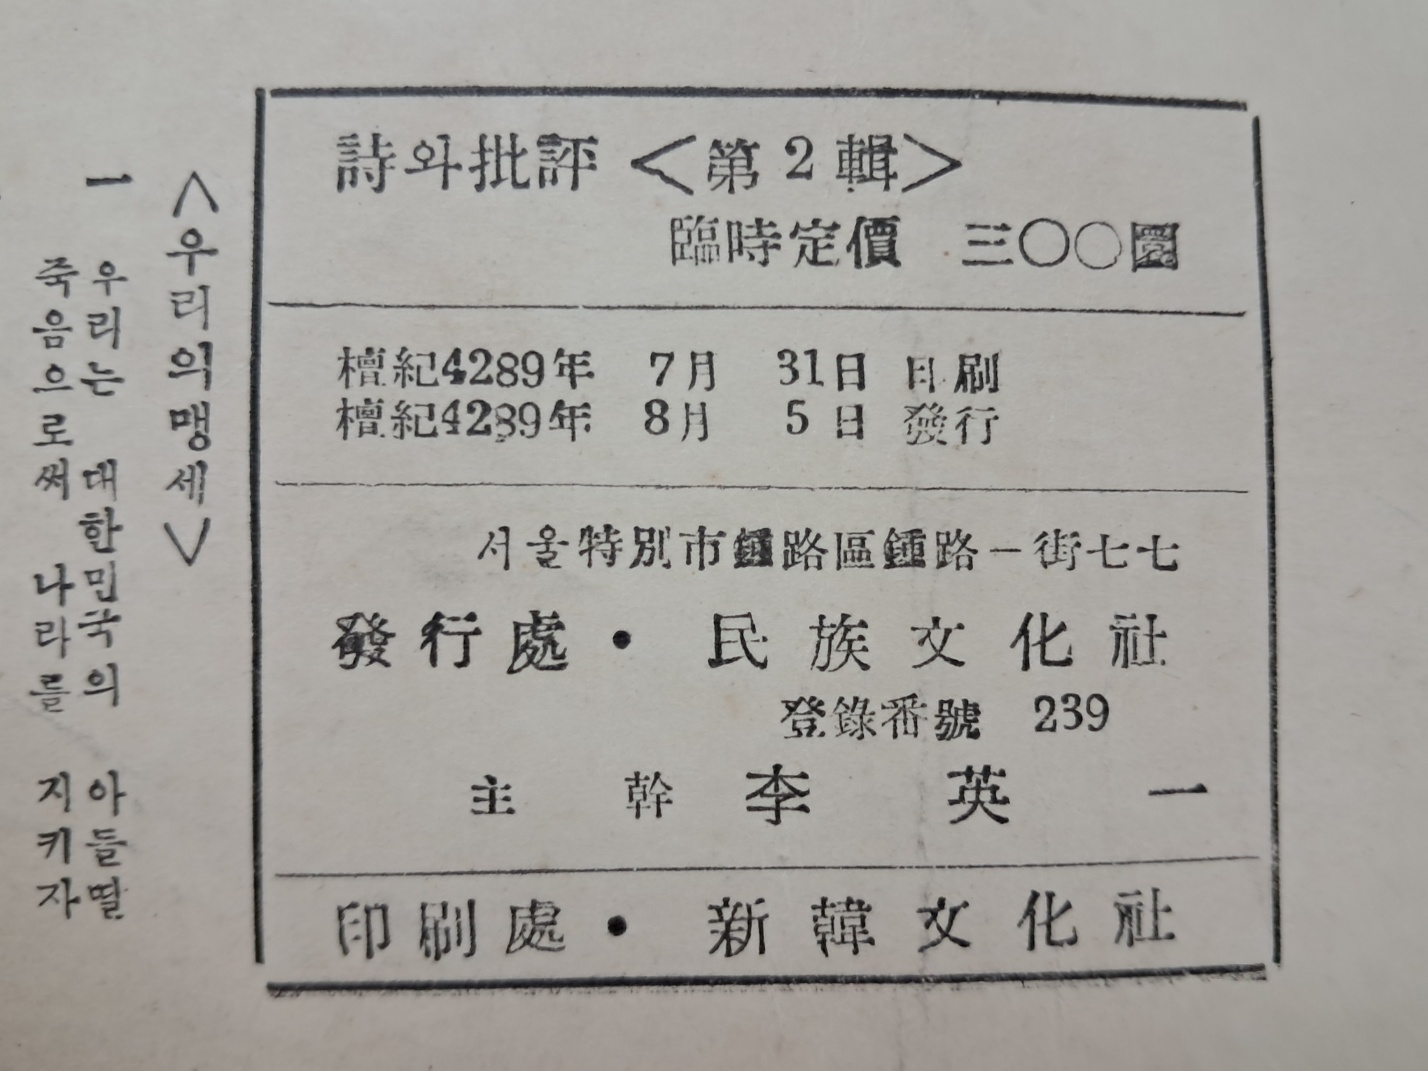 詩와批評＜第2輯＞
臨時定價 三〇〇圜
檀紀4289年 7月 31日 印刷
檀紀4289年 8月 5日 發行
서울特別市鍾路區鍾路一街七七
發行處・民族文化社
登錄番號 239
主幹 李英一
印刷處・新韓文化社
＜우리의맹세＞
一 우리는 대한민국의 아들딸
죽음으로써 나라를 지키자